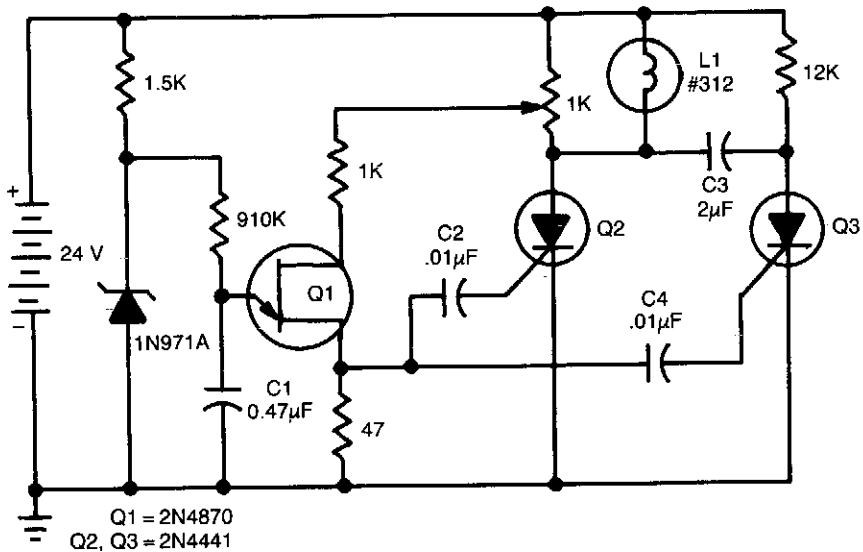 1.5K
L1
#312
12K
1K
1K
+
24 V
-
910K
C3
2µF
Q2
Q3
C2
.01µF
Q1
C4
.01µF
1N971A
C1
0.47µF
47
Q1 = 2N4870
Q2, Q3 = 2N4441